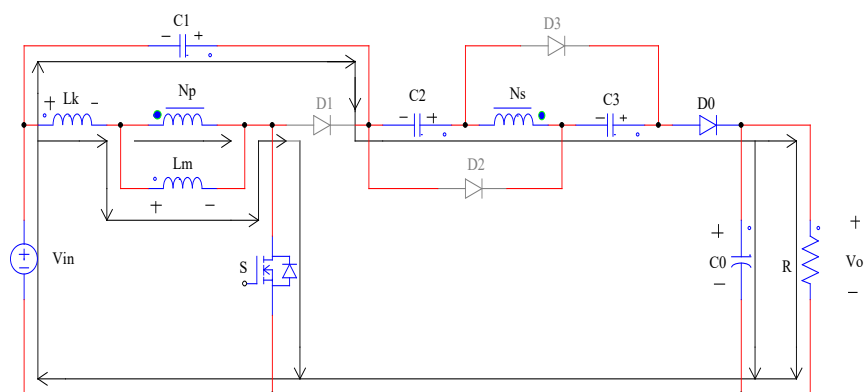 C1
− +
D3
+ Lk -
Np
D1
C2
− +
Ns
C3
− +
D0
Lm
+ −
D2
+
−
Vin
S
+
C0
−
R
+
Vo
−